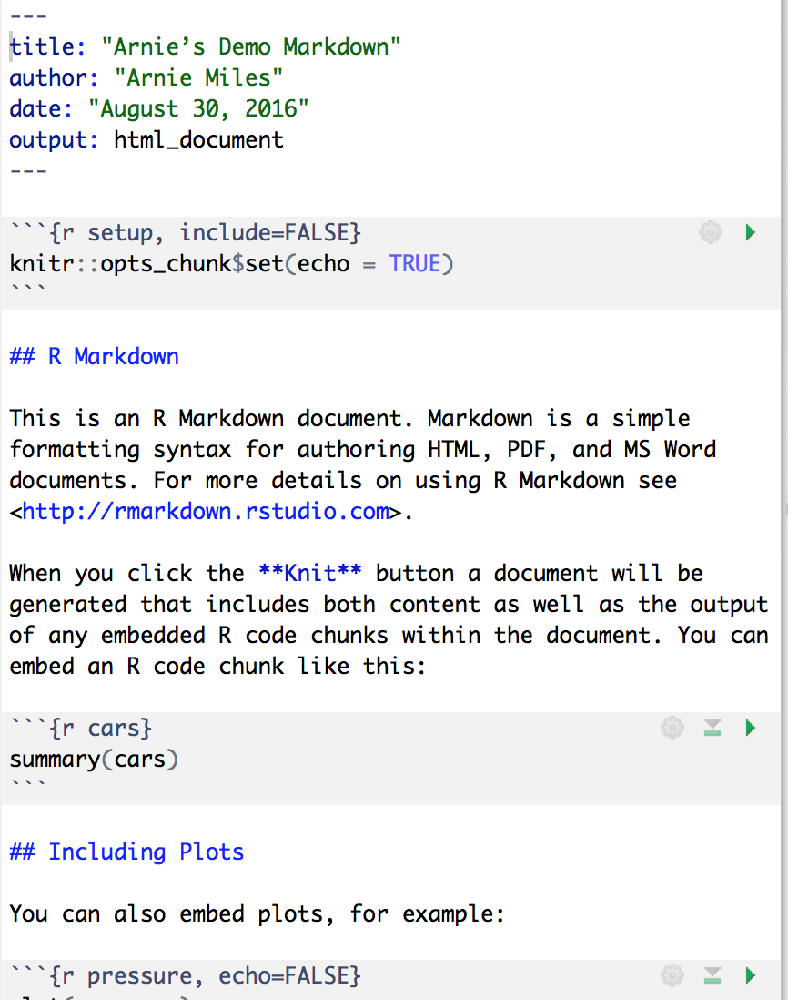 ---
title: "Arnie’s Demo Markdown"
author: "Arnie Miles"
date: "August 30, 2016"
output: html_document
---
```{r setup, include=FALSE}
knitr::opts_chunk$set(echo = TRUE)
```
## R Markdown
This is an R Markdown document. Markdown is a simple
formatting syntax for authoring HTML, PDF, and MS Word
documents. For more details on using R Markdown see
<http://rmarkdown.rstudio.com>.
When you click the **Knit** button a document will be
generated that includes both content as well as the output
of any embedded R code chunks within the document. You can
embed an R code chunk like this:
```{r cars}
summary(cars)
```
## Including Plots
You can also embed plots, for example:
```{r pressure, echo=FALSE}